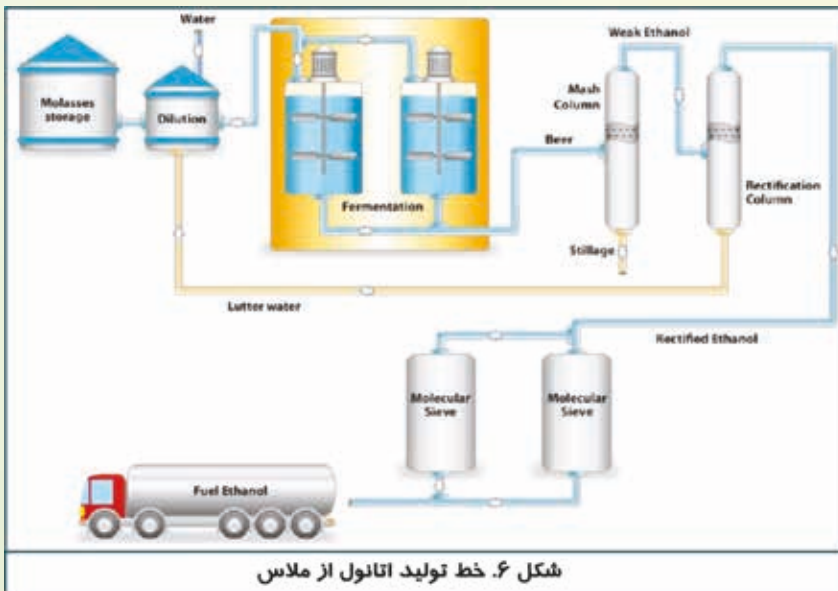 Water
Molasses
storage
Dilution
Fermentation
Beer
Weak Ethanol
Mash
Column
Stillage
Rectification
Column
Lutter water
Rectified Ethanol
Molecular
Sieve
Molecular
Sieve
Fuel Ethanol
شکل ۶. خط تولید اتانول از ملاس